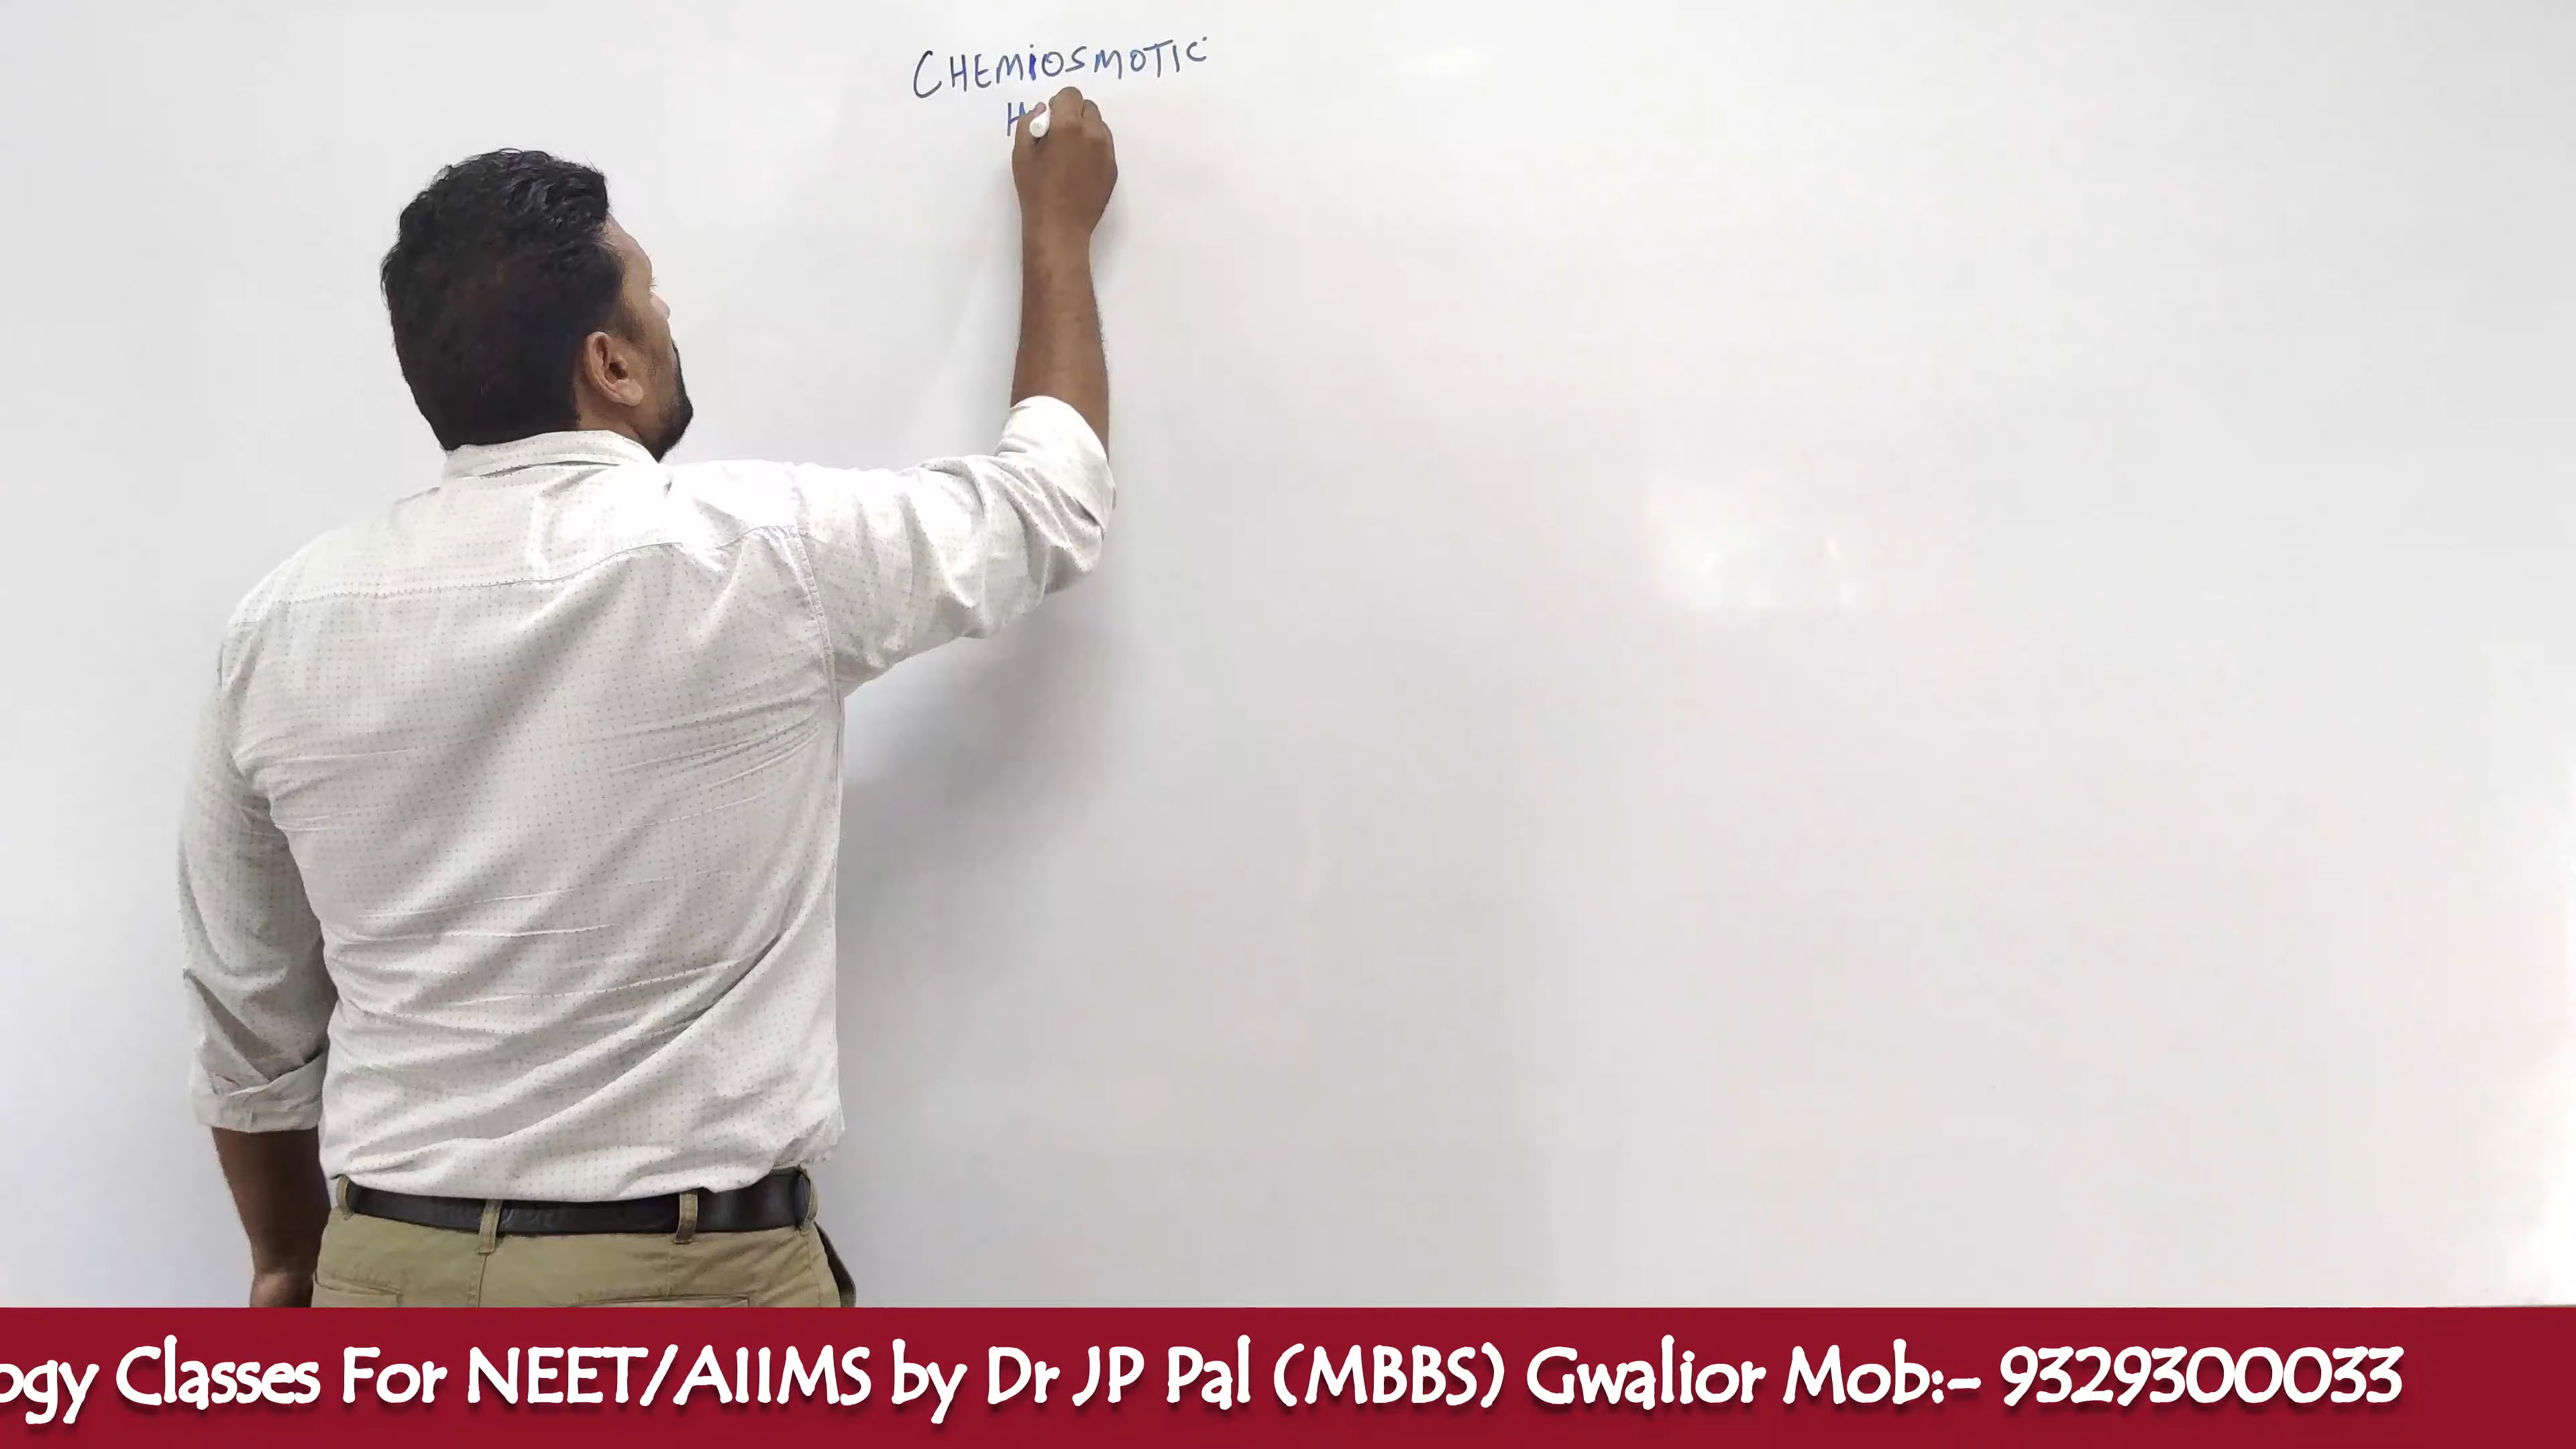 CHEMIOSMOTIC
H
ogy Classes For NEET/AIIMS by Dr JP Pal (MBBS) Gwalior Mob:- 9329300033